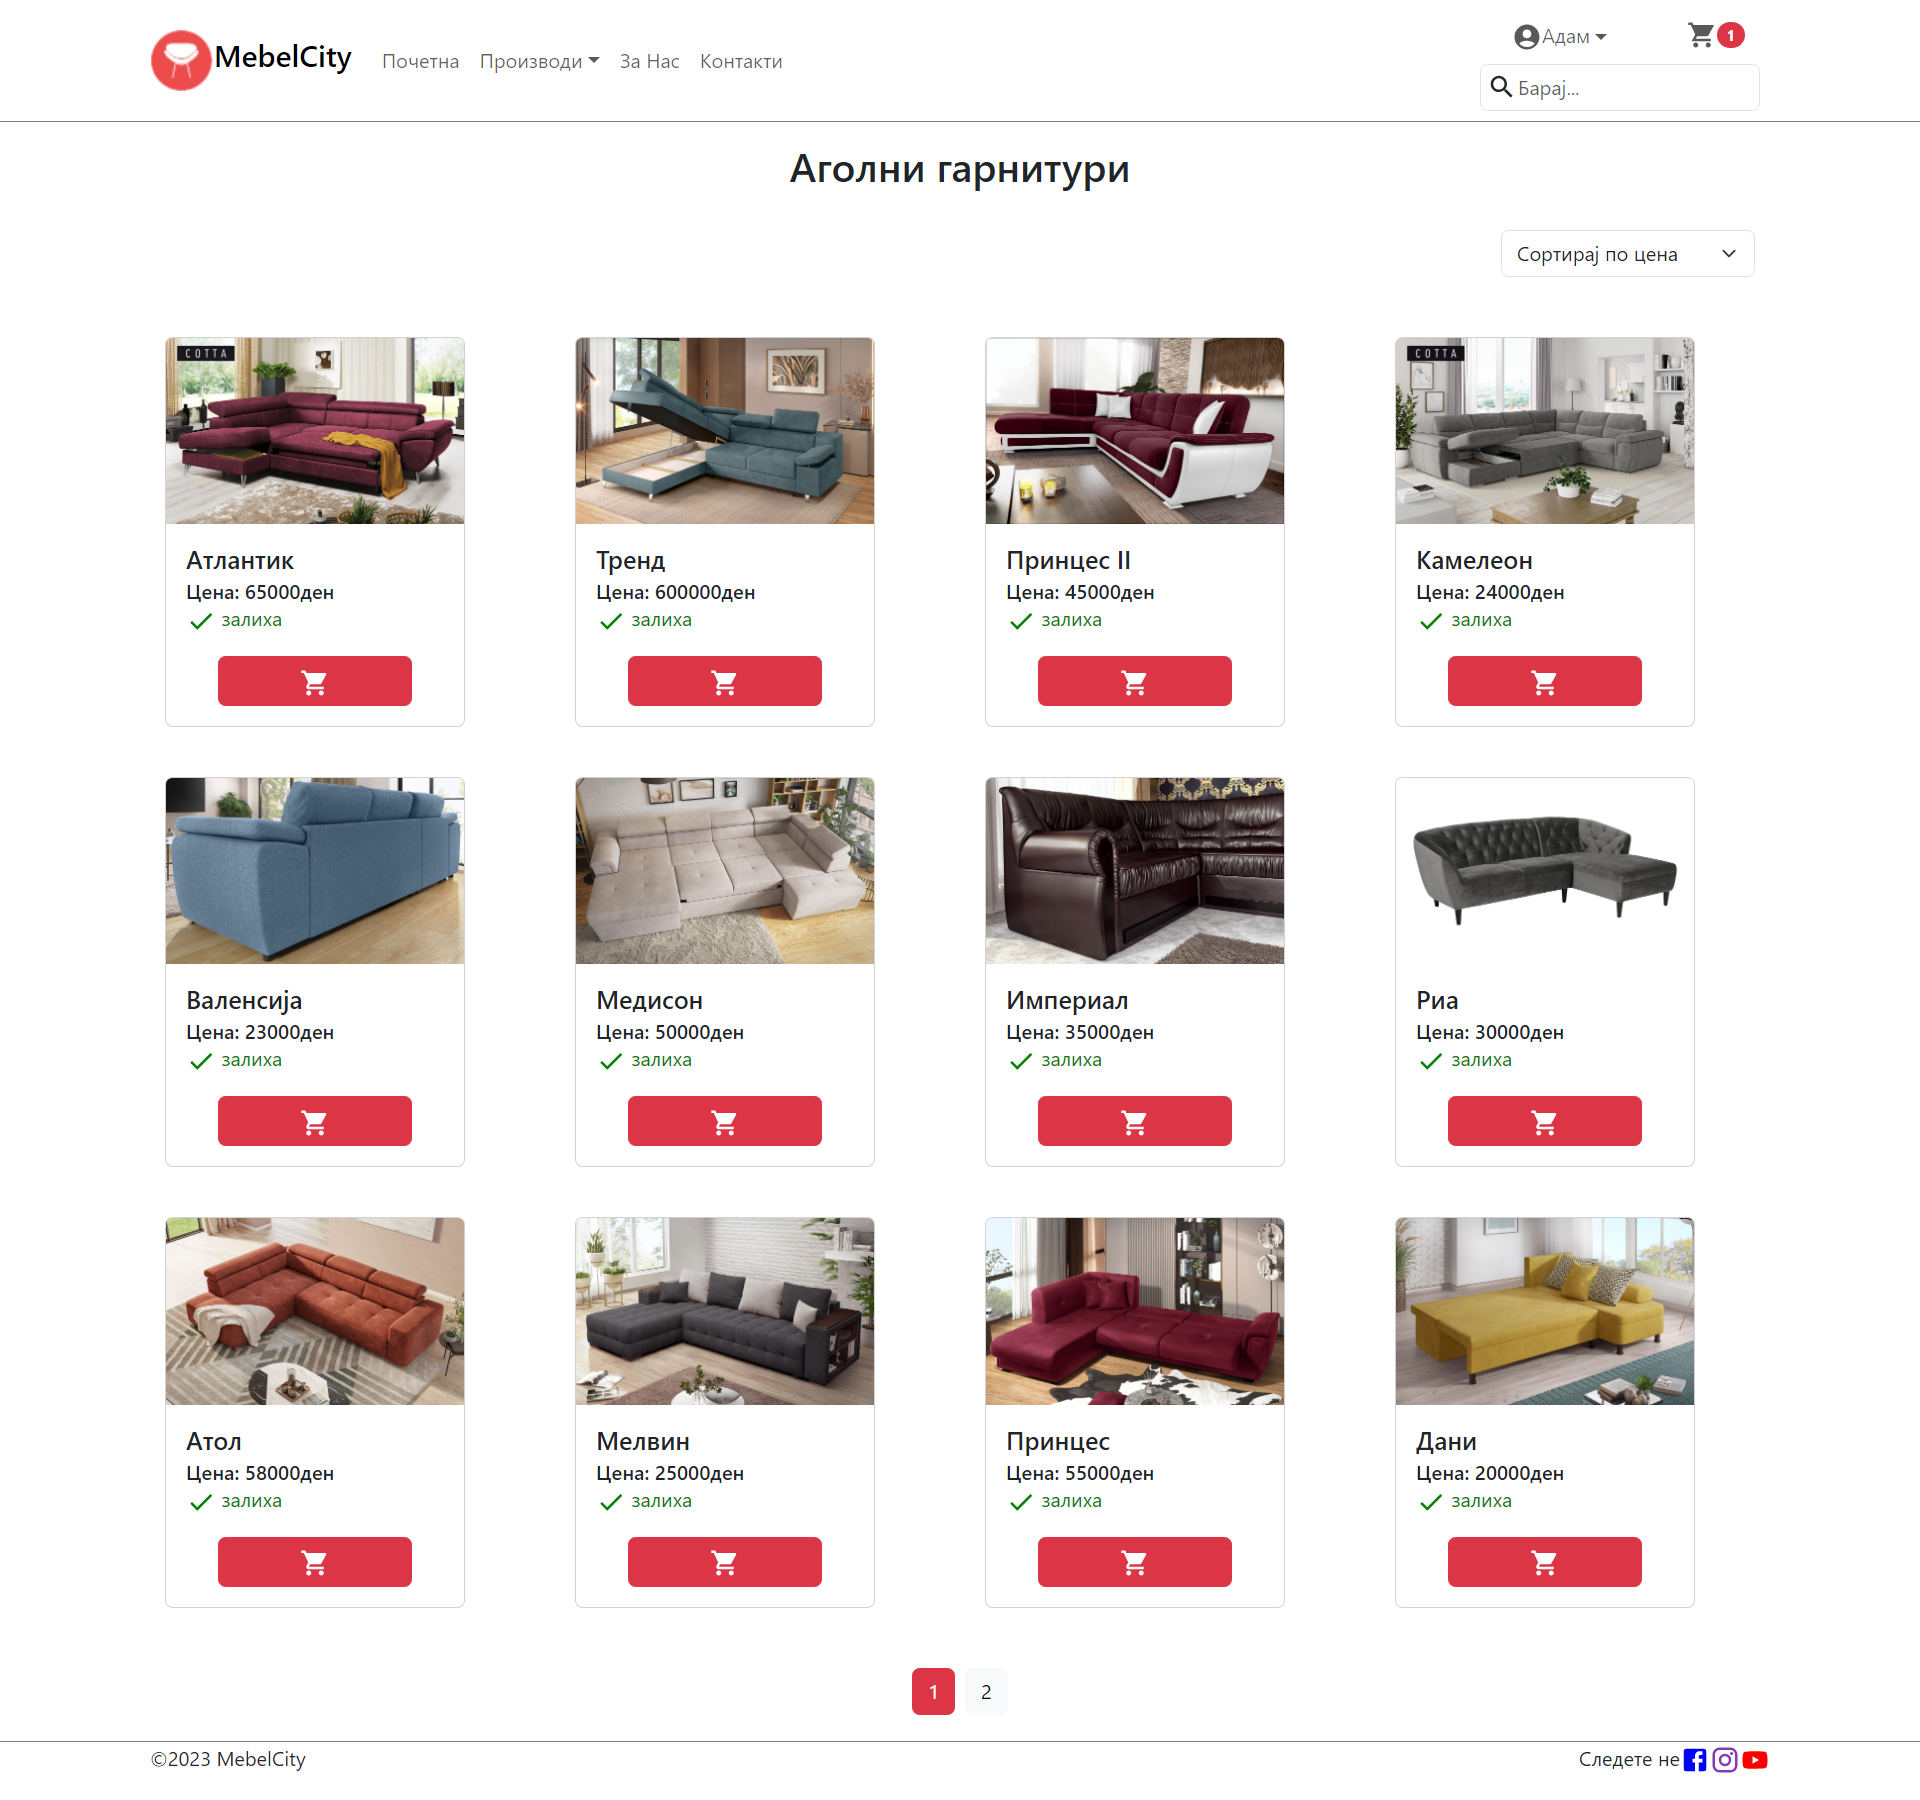 MebelCity
Почетна
Производи
За Нас
Контакти
Адам
1
Барај...
Аголни гарнитури
Сортирај по цена
COTTA
COTTA
Атлантик
Цена: 65000ден
залиха
Тренд
Цена: 600000ден
залиха
Принцес II
Цена: 45000ден
залиха
Камелеон
Цена: 24000ден
залиха
Валенсија
Цена: 23000ден
залиха
Медисон
Цена: 50000ден
залиха
Империал
Цена: 35000ден
залиха
Риа
Цена: 30000ден
залиха
Атол
Цена: 58000ден
залиха
Мелвин
Цена: 25000ден
залиха
Принцес
Цена: 55000ден
залиха
Дани
Цена: 20000ден
залиха
1
2
©2023 MebelCity
Следете не